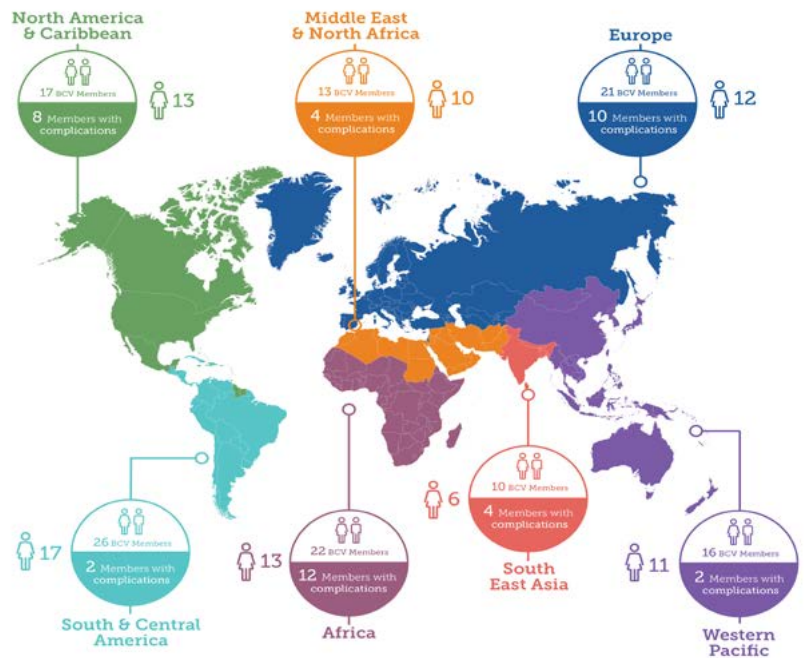 North America
& Caribbean
17 BCV Members
8 Members with
complications
13
Middle East
& North Africa
13 BCV Members
4 Members with
complications
10
Europe
21 BCV Members
10 Members with
complications
12
26 BCV Members
2 Members with
complications
17
South & Central
America
22 BCV Members
12 Members with
complications
13
Africa
10 BCV Members
4 Members with
complications
6
South
East Asia
16 BCV Members
2 Members with
complications
11
Western
Pacific